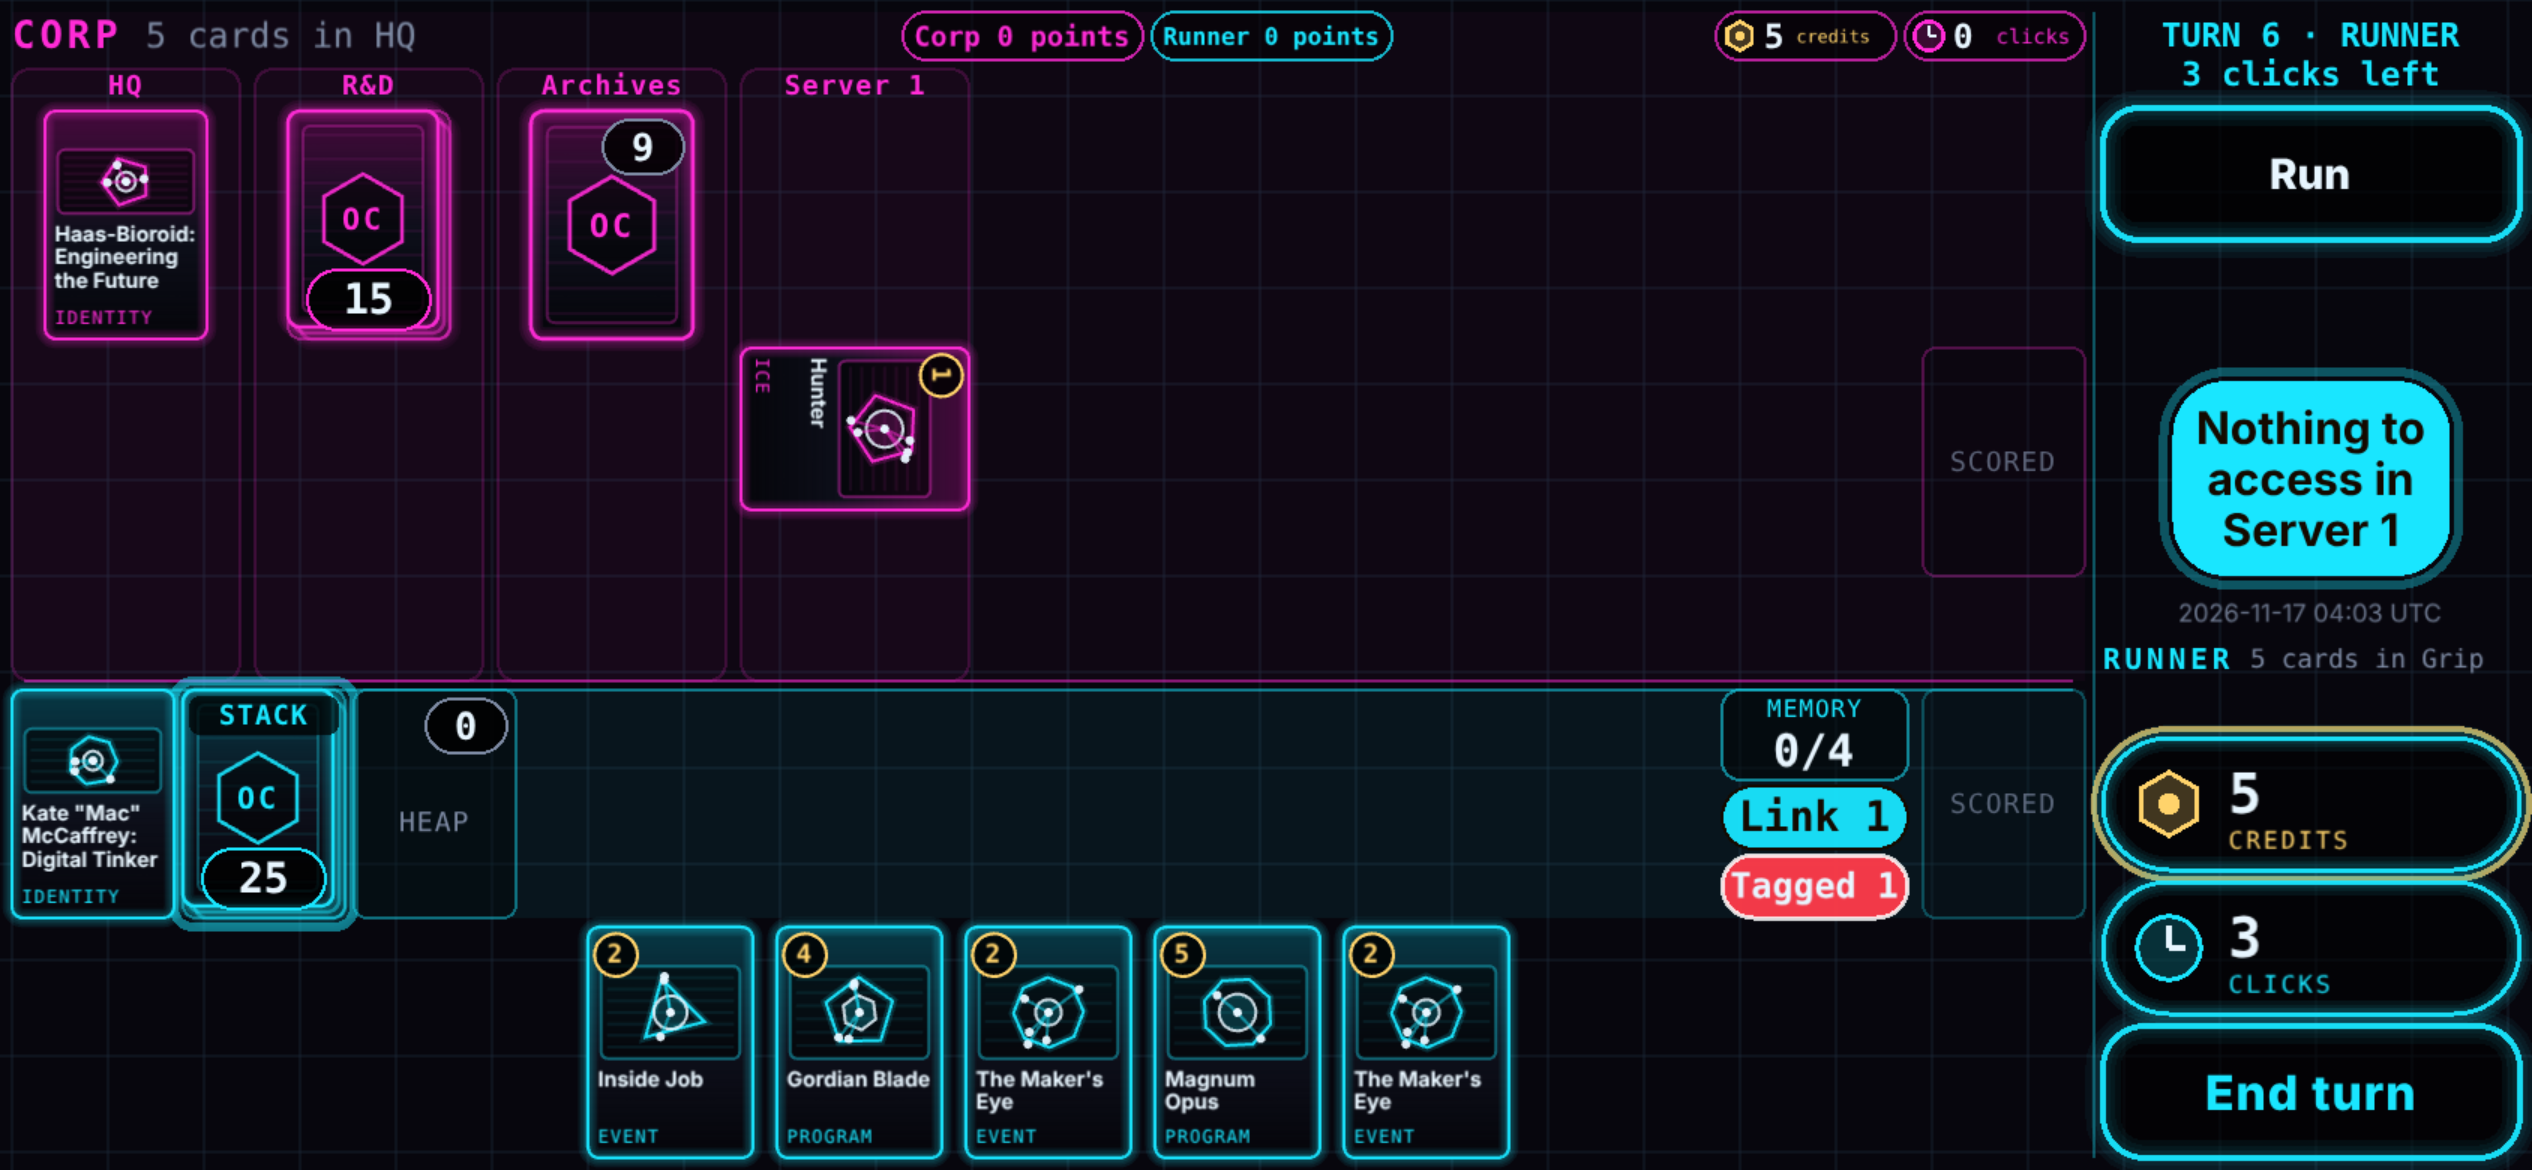 CORP 5 cards in HQ
Corp 0 points
Runner 0 points
5 credits
0 clicks
TURN 6 · RUNNER
3 clicks left
HQ
R&D
Archives
Server 1
Run
Haas-Bioroid:
Engineering
the Future
IDENTITY
OC
15
9
OC
ICE
Hunter
1
SCORED
Nothing to
access in
Server 1
2026-11-17 04:03 UTC
RUNNER 5 cards in Grip
Kate "Mac"
McCaffrey:
Digital Tinker
IDENTITY
STACK
OC
25
0
HEAP
MEMORY
0/4
Link 1
Tagged 1
SCORED
5
CREDITS
3
CLICKS
End turn
2
Inside Job
EVENT
4
Gordian Blade
PROGRAM
2
The Maker's
Eye
EVENT
5
Magnum
Opus
PROGRAM
2
The Maker's
Eye
EVENT